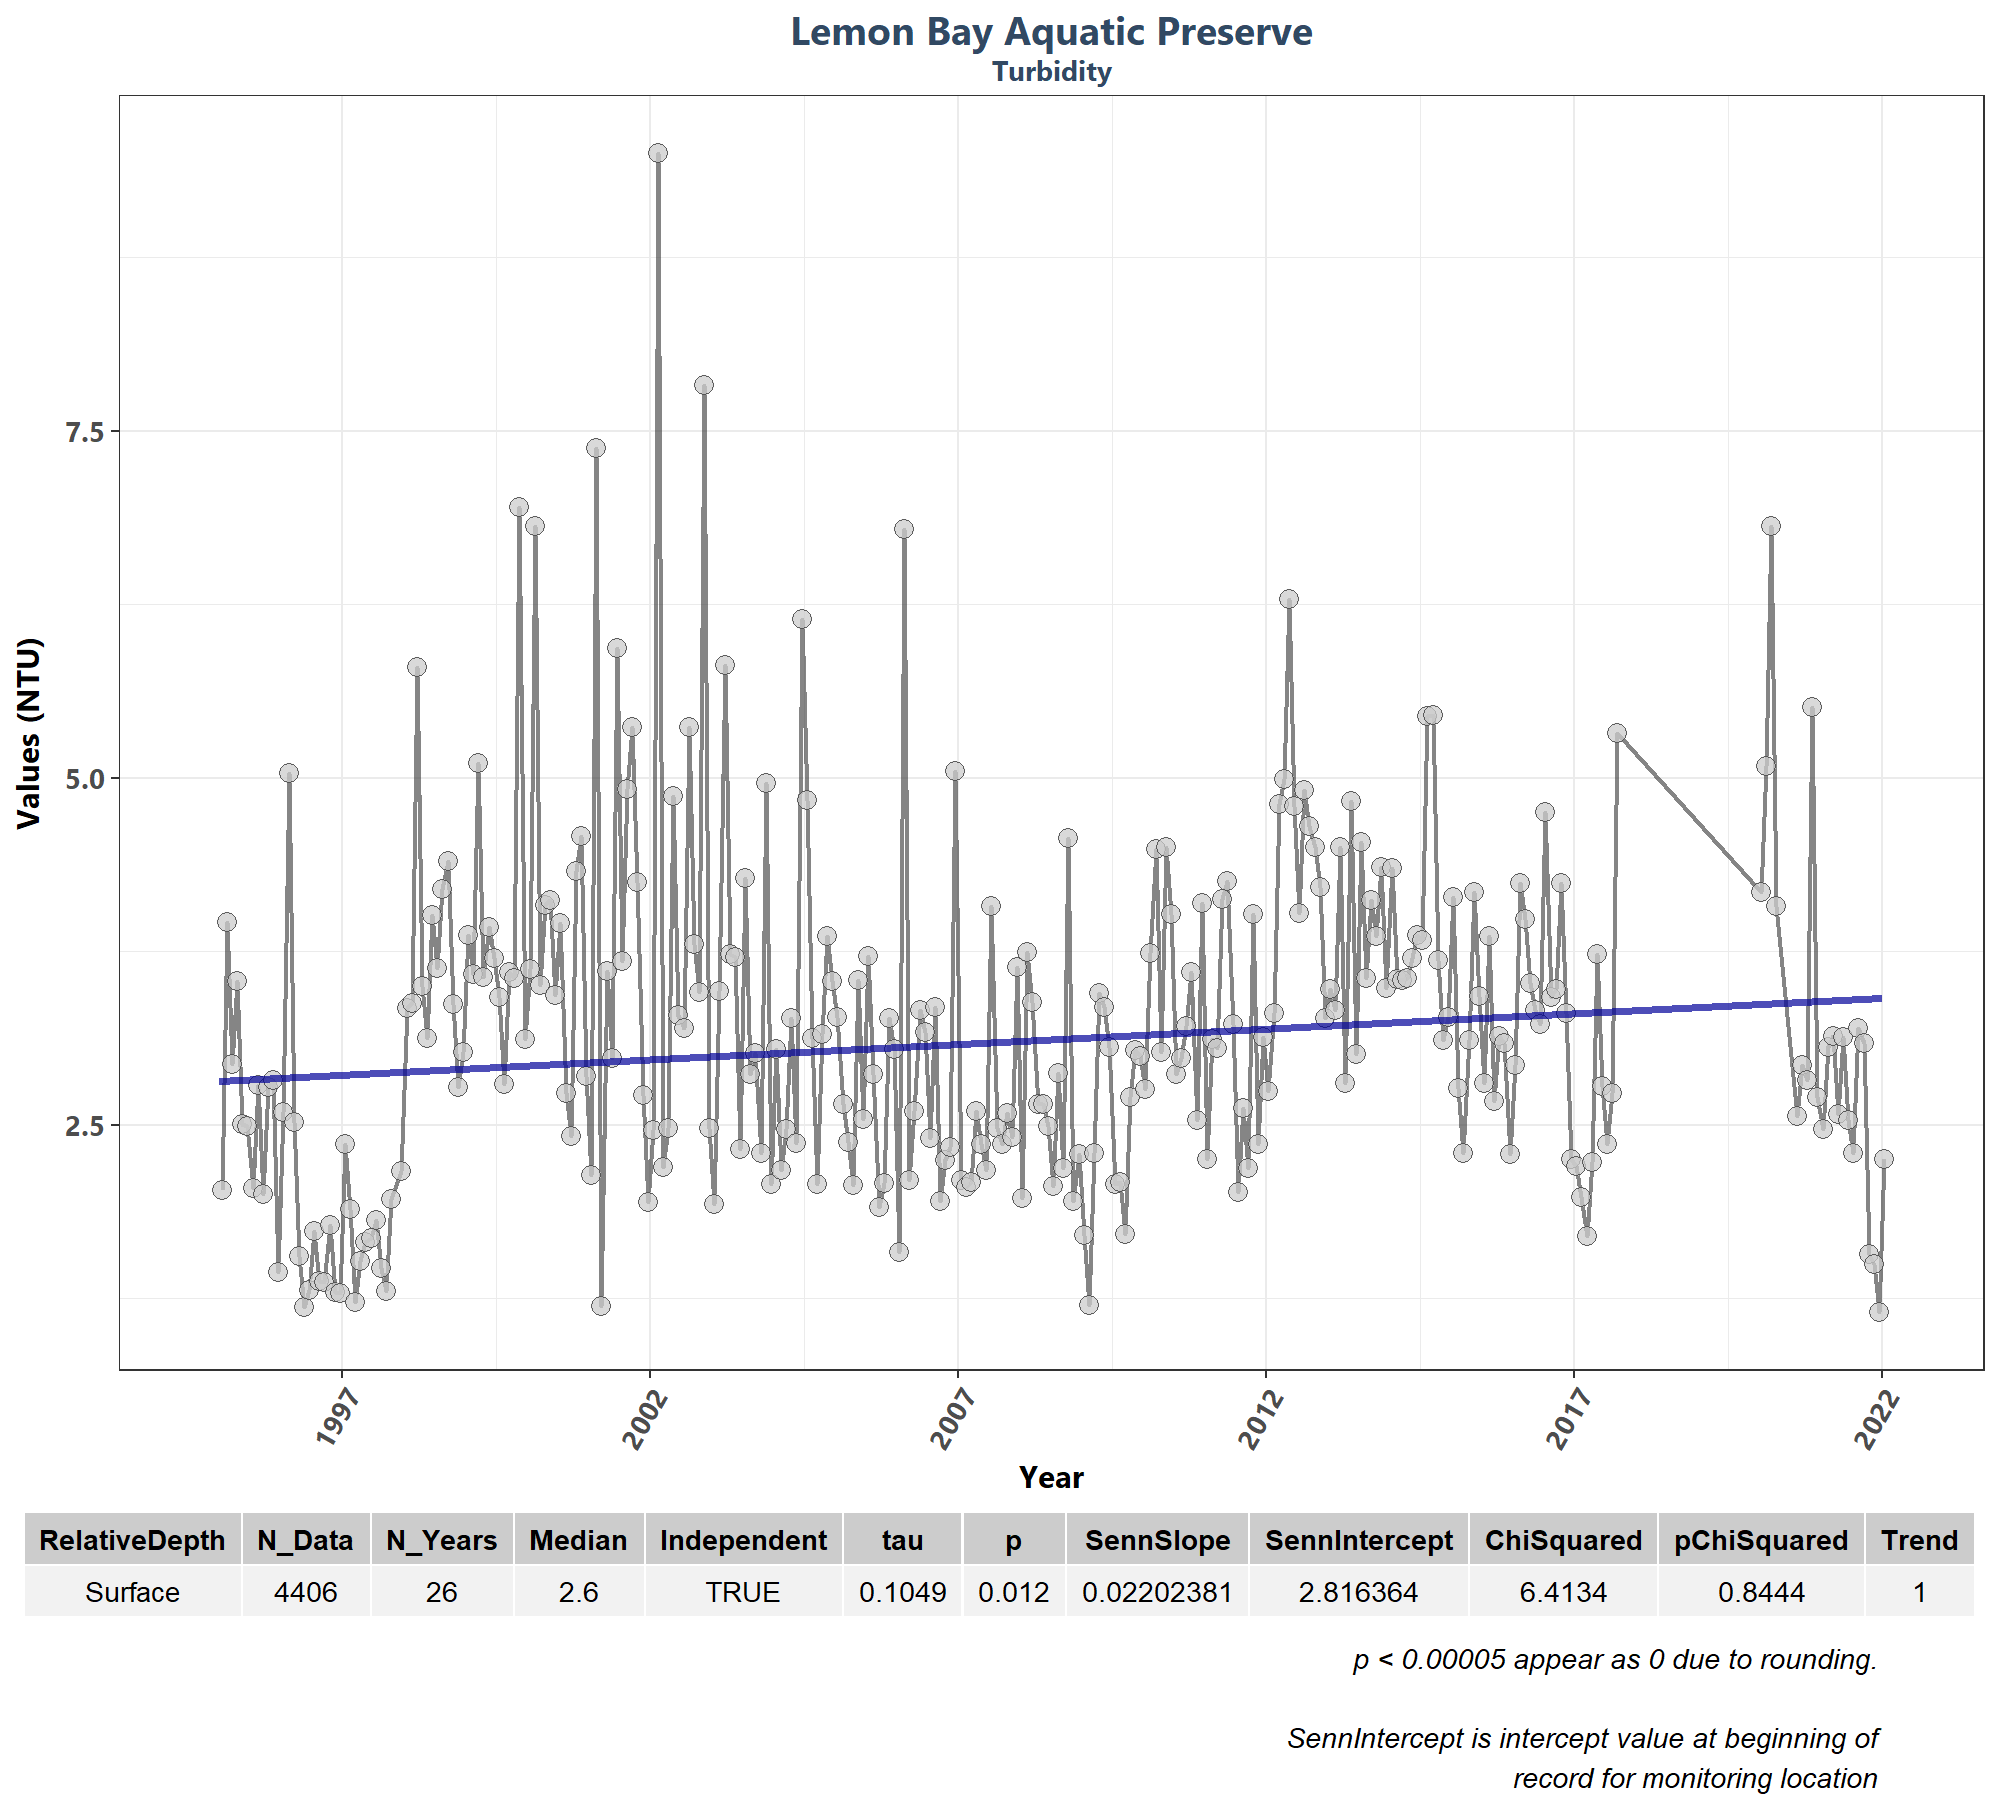 Lemon Bay Aquatic Preserve
Turbidity
Values (NTU)
7.5
5.0
2.5
1997 2002 2007 2012 2017 2022
Year
RelativeDepth N_Data N_Years Median Independent tau p SennSlope SennIntercept ChiSquared pChiSquared Trend
Surface 4406 26 2.6 TRUE 0.1049 0.012 0.02202381 2.816364 6.4134 0.8444 1
p < 0.00005 appear as 0 due to rounding.
SennIntercept is intercept value at beginning of
record for monitoring location